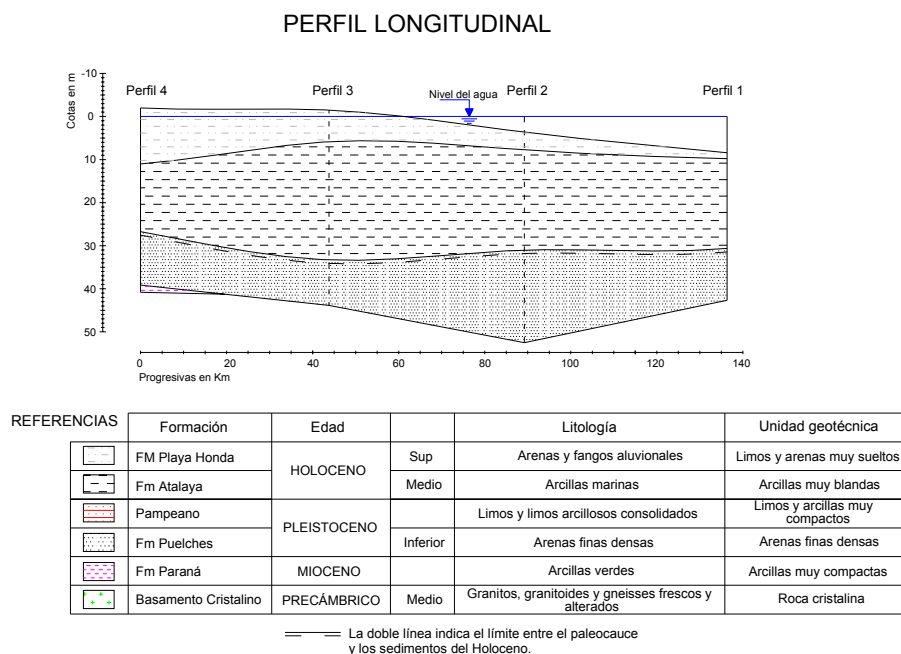 PERFIL LONGITUDINAL
Cotas en m
-10
0
10
20
30
40
50
Perfil 4
Perfil 3
Nivel del agua
Perfil 2
Perfil 1
0
20
40
60
80
100
120
140
Progresivas en Km
REFERENCIAS
Formación Edad Litología Unidad geotécnica
FM Playa Honda HOLOCENO Sup Arenas y fangos aluvionales Limos y arenas muy sueltos
Fm Atalaya Medio Arcillas marinas Arcillas muy blandas
Pampeano PLEISTOCENO Limos y limos arcillosos consolidados Limos y arcillas muy
compactos
Fm Puelches Inferior Arenas finas densas Arenas finas densas
Fm Paraná MIOCENO Arcillas verdes Arcillas muy compactas
Basamento Cristalino PRECÁMBRICO Medio Granitos, granitoides y gneisses frescos y
alterados Roca cristalina
La doble línea indica el límite entre el paleocauce
y los sedimentos del Holoceno.